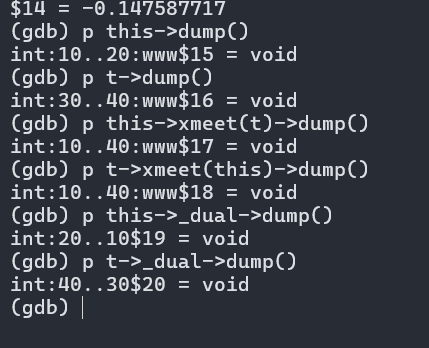 $14 = -0.147587717
(gdb) p this->dump()
int:10..20:www$15 = void
(gdb) p t->dump()
int:30..40:www$16 = void
(gdb) p this->xmeet(t)->dump()
int:10..40:www$17 = void
(gdb) p t->xmeet(this)->dump()
int:10..40:www$18 = void
(gdb) p this->_dual->dump()
int:20..10$19 = void
(gdb) p t->_dual->dump()
int:40..30$20 = void
(gdb)